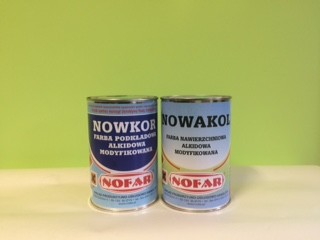 NOWKOR
FARBA PODKŁADOWA
ALKIDOWA
MODYFIKOWANA
NOFAR
NOWAKOL
FARBA NAWIERZCHNIOWA
ALKIDOWA
MODYFIKOWANA
NOFAR